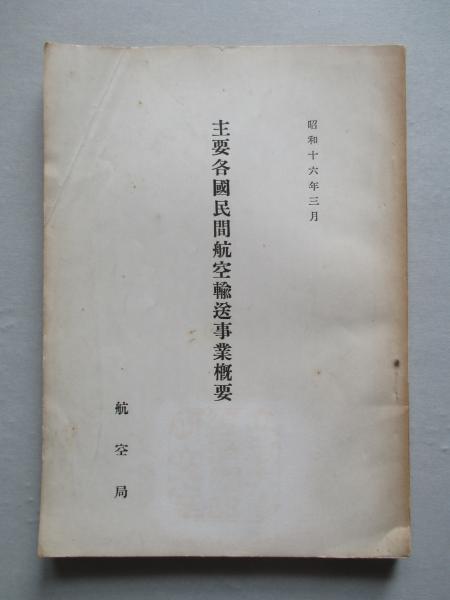 昭和十六年三月
主要各國民間航空輸送事業概要
航空局